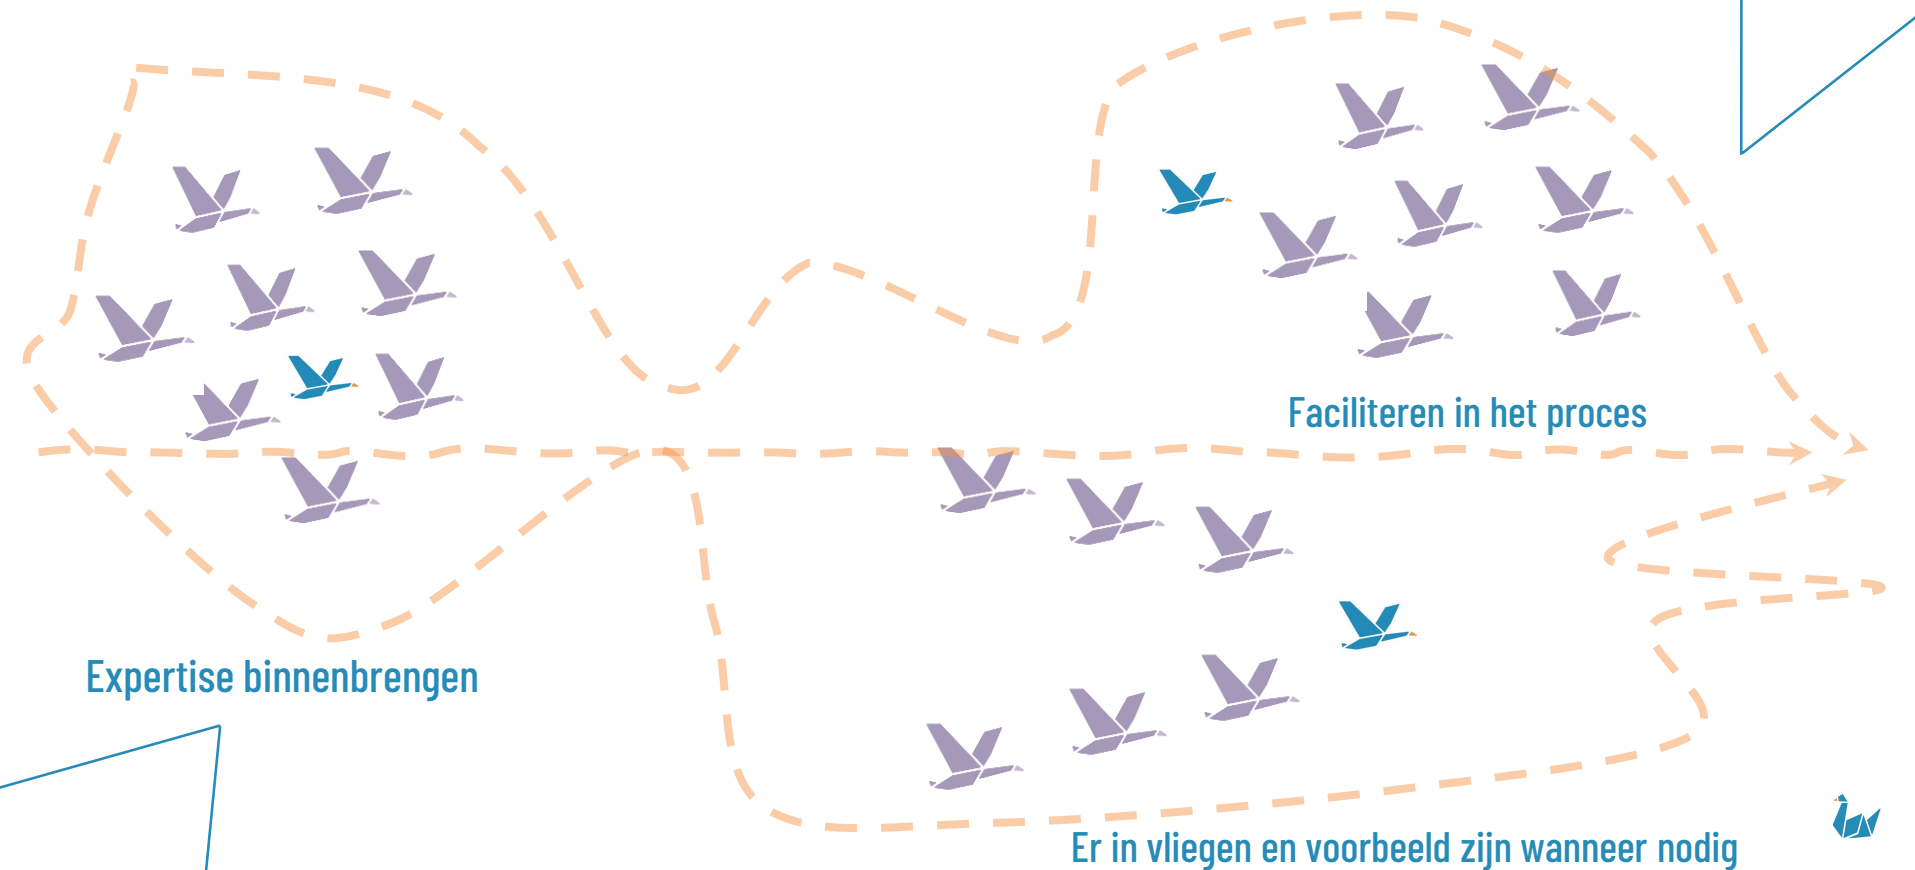 Faciliteren in het proces
Expertise binnenbrengen
Er in vliegen en voorbeeld zijn wanneer nodig